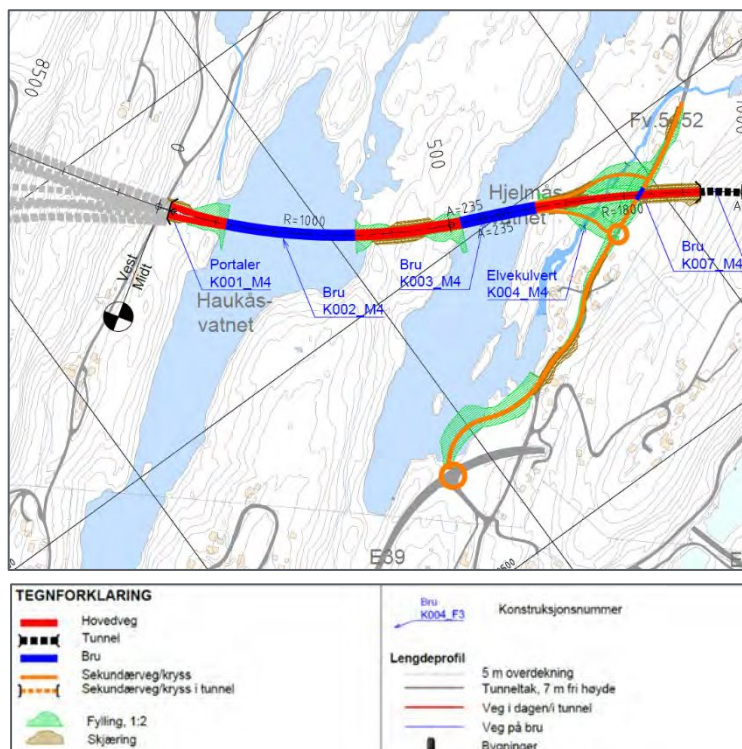 8500
0
500
Fv.5452
Hjelmås-
vatnet
A=235
A=235
R=1000
R=1800
Vest
Midt
Portaler
K001_M4
Haukås-
vatnet
Bru
K002_M4
Bru
K003_M4
Elvekulvert
K004_M4
Bru
K007_M4
A
E39
E
TEGNFORKLARING
Hovedveg
Tunnel
Bru
Sekundærveg/kryss
Sekundærveg/kryss i tunnel
Fylling, 1:2
Skjæring
Bru
K004_F3
Konstruksjonsnummer
Lengdeprofil
5 m overdekning
Tunneltak, 7 m fri høyde
Veg i dagen/i tunnel
Veg på bru
Bygninger